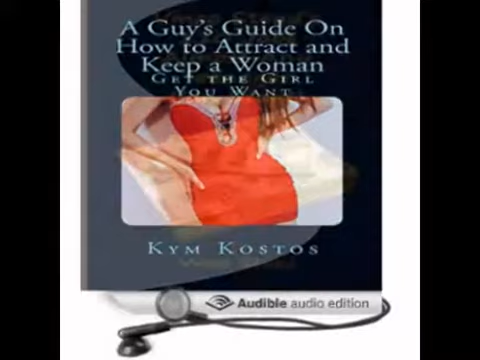 A Guy's Guide On
How to Attract and
Keep a Woman
Get the Girl
You Want
Kym Kostos
Audible audio edition